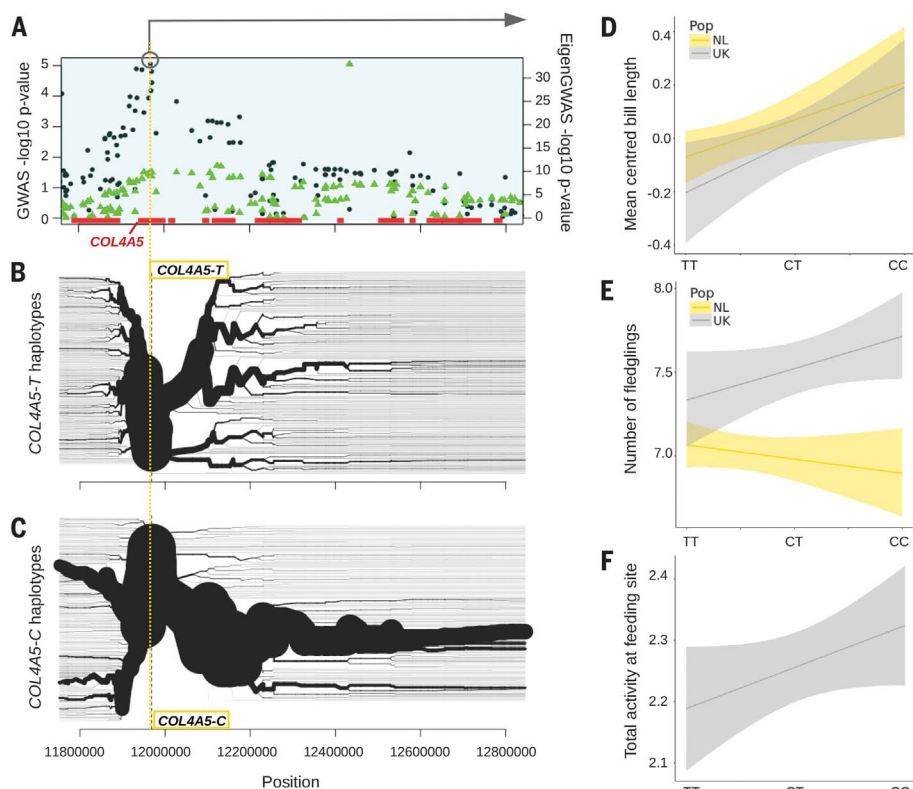 A
GWAS -log10 p-value
5
4
3
2
1
0
EigenGWAS -log10 p-value
30
25
20
15
10
5
0
COL4A5
B
COL4A5-T haplotypes
COL4A5-T
C
COL4A5-C haplotypes
COL4A5-C
11800000 12000000 12200000 12400000 12600000 12800000
Position
D
Mean centred bill length
0.4
0.2
0.0
-0.2
-0.4
Pop
NL
UK
TT CT CC
E
Number of fledglings
8.0
7.5
7.0
Pop
NL
UK
TT CT CC
F
Total activity at feeding site
2.4
2.3
2.2
2.1
TT CT CC